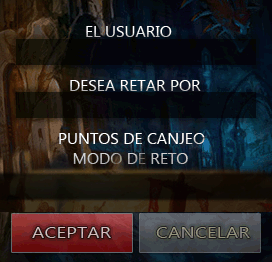 EL USUARIO
DESEA RETAR POR
PUNTOS DE CANJEO
MODO DE RETO
ACEPTAR
CANCELAR